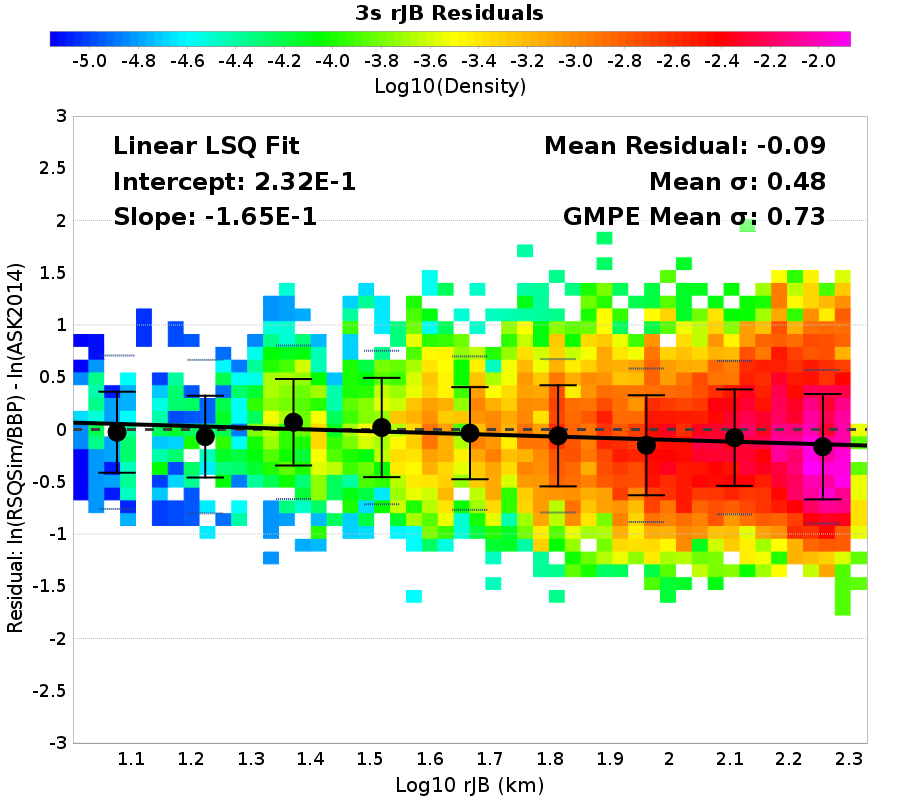 3s rJB Residuals
-5.0 -4.8 -4.6 -4.4 -4.2 -4.0 -3.8 -3.6 -3.4 -3.2 -3.0 -2.8 -2.6 -2.4 -2.2 -2.0
Log10(Density)
Linear LSQ Fit
Intercept: 2.32E-1
Slope: -1.65E-1
Mean Residual: -0.09
Mean σ: 0.48
GMPE Mean σ: 0.73
Residual: ln(RSQSim/BBP) - ln(ASK2014)
3
2.5
2
1.5
1
0.5
0
-0.5
-1
-1.5
-2
-2.5
-3
1.1 1.2 1.3 1.4 1.5 1.6 1.7 1.8 1.9 2 2.1 2.2 2.3
Log10 rJB (km)